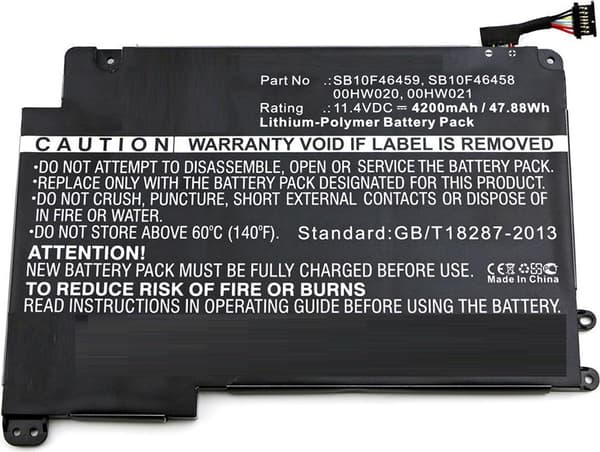 Part No .: SB10F46459, SB10F46458
00HW020, 00HW021
Rating .: 11.4VDC ⎓ 4200mAh / 47.88Wh
Lithium-Polymer Battery Pack
CAUTION WARRANTY VOID IF LABEL IS REMOVED
•DO NOT ATTEMPT TO DISASSEMBLE, OPEN OR SERVICE THE BATTERY PACK.
•REPLACE ONLY WITH THE BATTERY PACK DESIGNATED FOR THIS PRODUCT.
•DO NOT CRUSH, PUNCTURE, SHORT EXTERNAL CONTACTS OR DISPOSE OF
IN FIRE OR WATER.
•DO NOT STORE ABOVE 60°C (140°F). Standard:GB/T18287-2013
ATTENTION!
NEW BATTERY PACK MUST BE FULLY CHARGED BEFORE FIRST USE.
TO REDUCE RISK OF FIRE OR BURNS
READ INSTRUCTIONS IN OPERATING GUIDE BEFORE USING THE BATTERY.
CE
Made In China